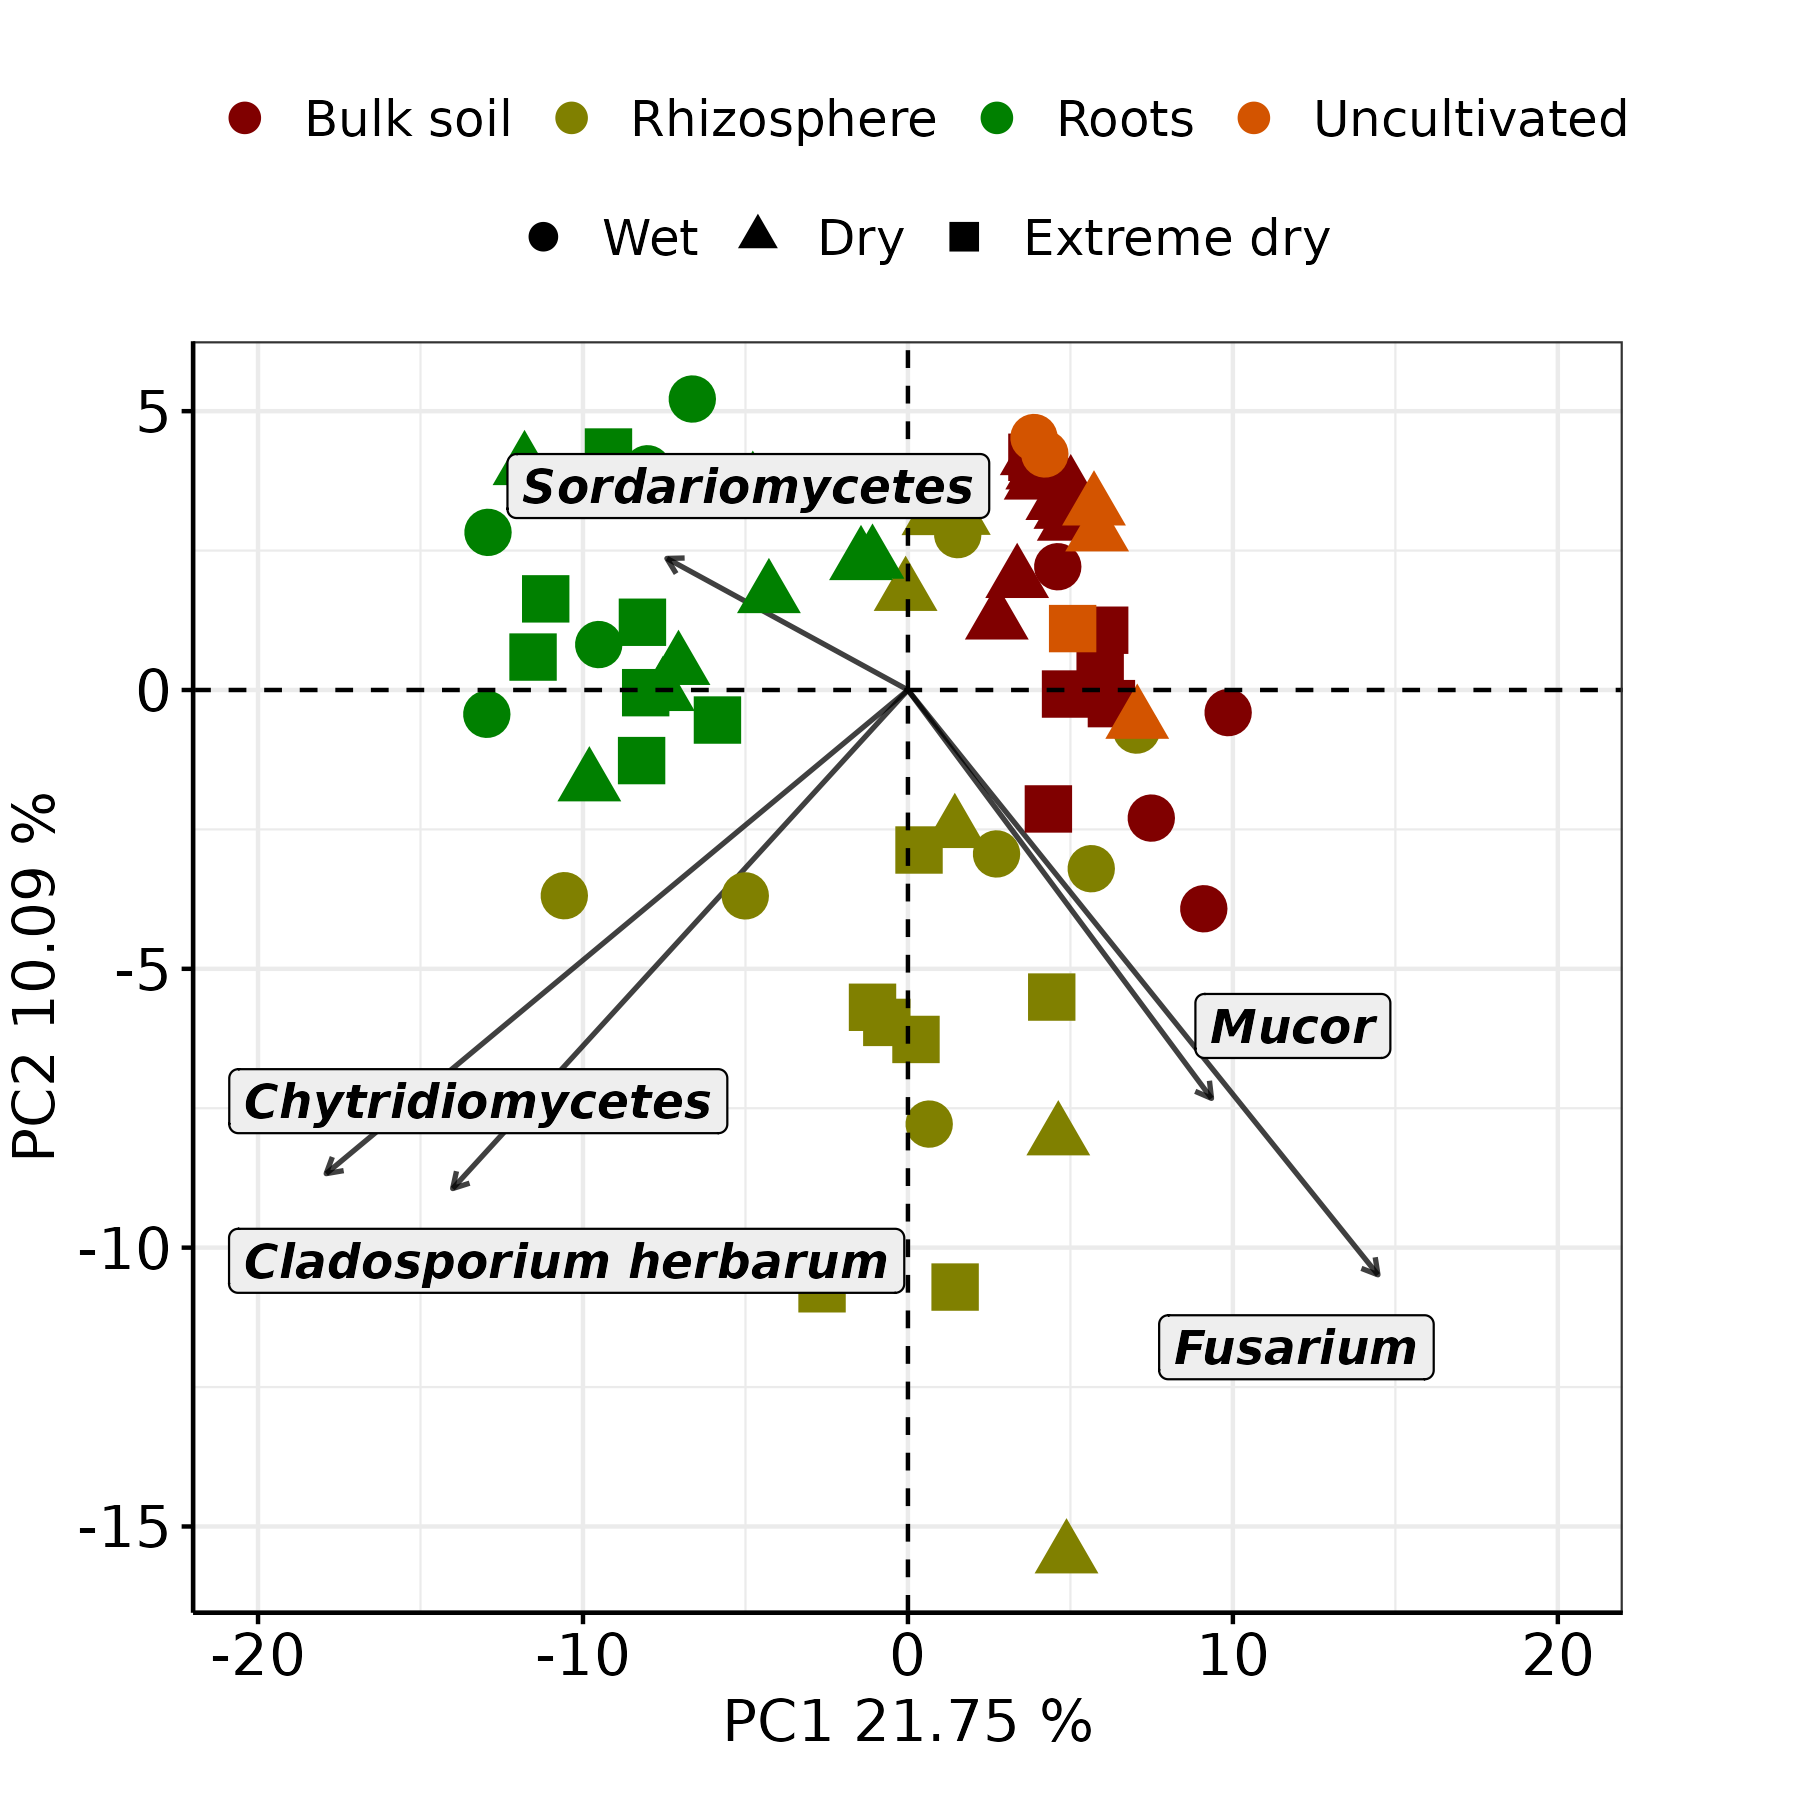 Bulk soil Rhizosphere Roots Uncultivated
Wet Dry Extreme dry
5
Sordariomycetes
0
-5
Mucor
Chytridiomycetes
-10
Cladosporium herbarum
Fusarium
-15
-20 -10 0 10 20
PC1 21.75 %
PC2 10.09 %